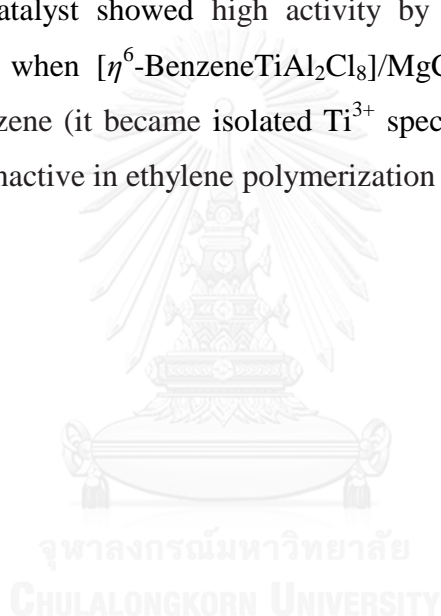 atalyst showed high activity by
when [η⁶-BenzeneTiAl₂Cl₈]/MgC
zene (it became isolated Ti³⁺ spec
nactive in ethylene polymerization
จุฬาลงกรณ์มหาวิทยาลัย
CHULALONGKORN UNIVERSITY